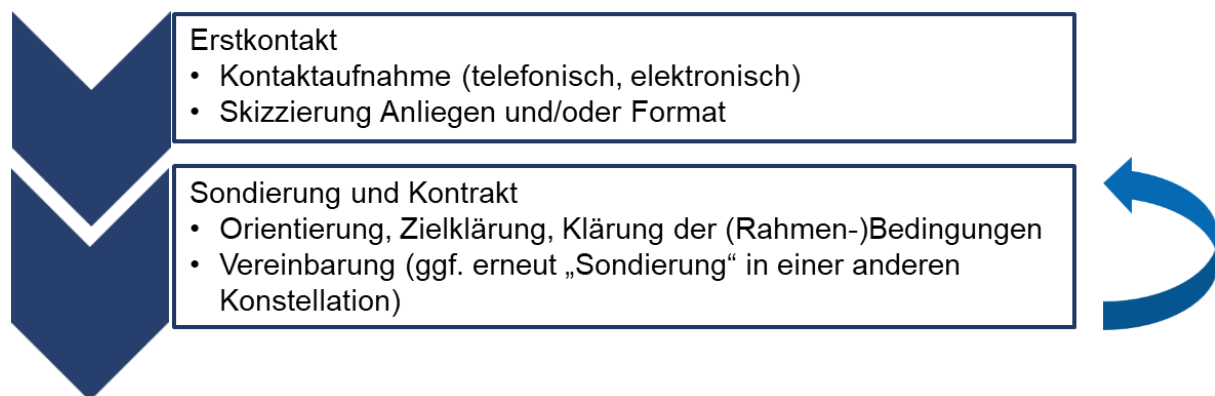 Erstkontakt
• Kontaktaufnahme (telefonisch, elektronisch)
• Skizzierung Anliegen und/oder Format
Sondierung und Kontrakt
• Orientierung, Zielklärung, Klärung der (Rahmen-)Bedingungen
• Vereinbarung (ggf. erneut „Sondierung“ in einer anderen
Konstellation)